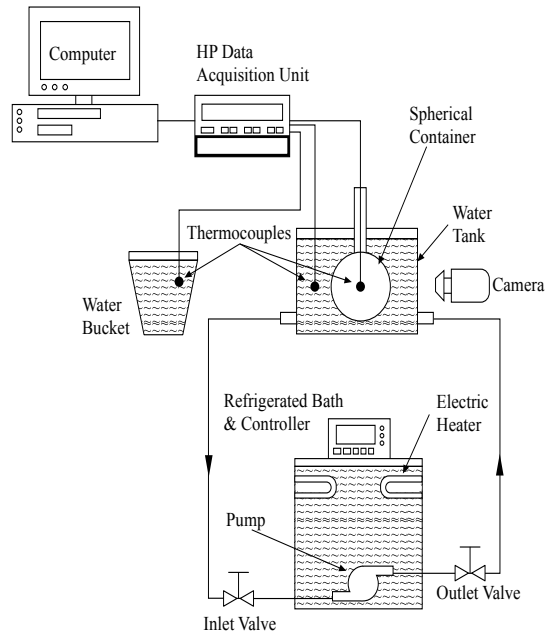 Computer
HP Data
Acquisition Unit
Spherical
Container
Water
Tank
Thermocouples
Water
Bucket
Camera
Refrigerated Bath
& Controller
Electric
Heater
Pump
Inlet Valve
Outlet Valve